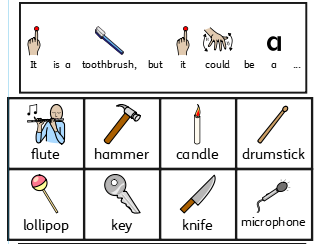 a
It is a toothbrush, but it could be a ...
flute hammer candle drumstick
lollipop key knife microphone